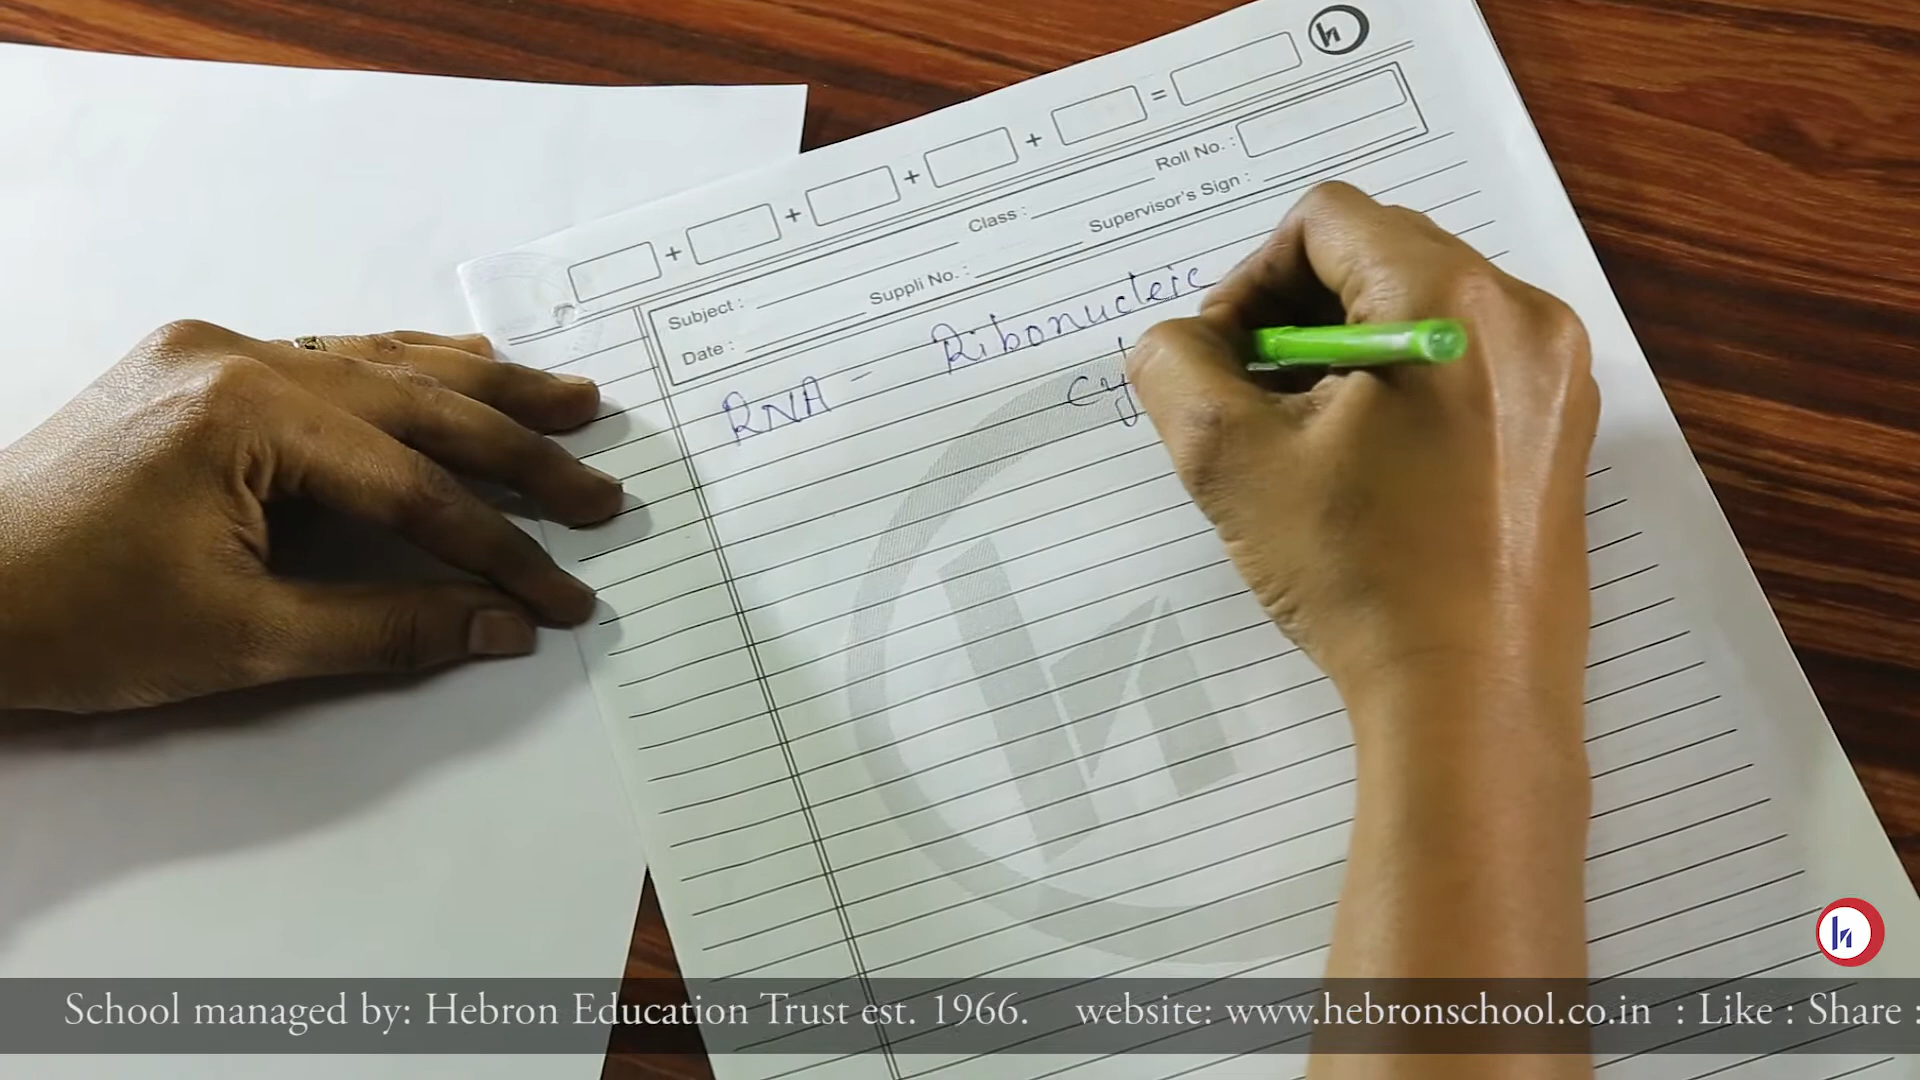 + + + + =
Subject : Class : Roll No. :
Date : Suppli No. : Supervisor's Sign :
RNA - Ribonucleic
cy
School managed by: Hebron Education Trust est. 1966. website: www.hebronschool.co.in : Like : Share :